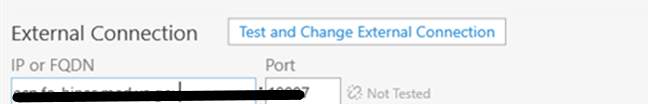 External Connection Test and Change External Connection
IP or FQDN Port
Not Tested